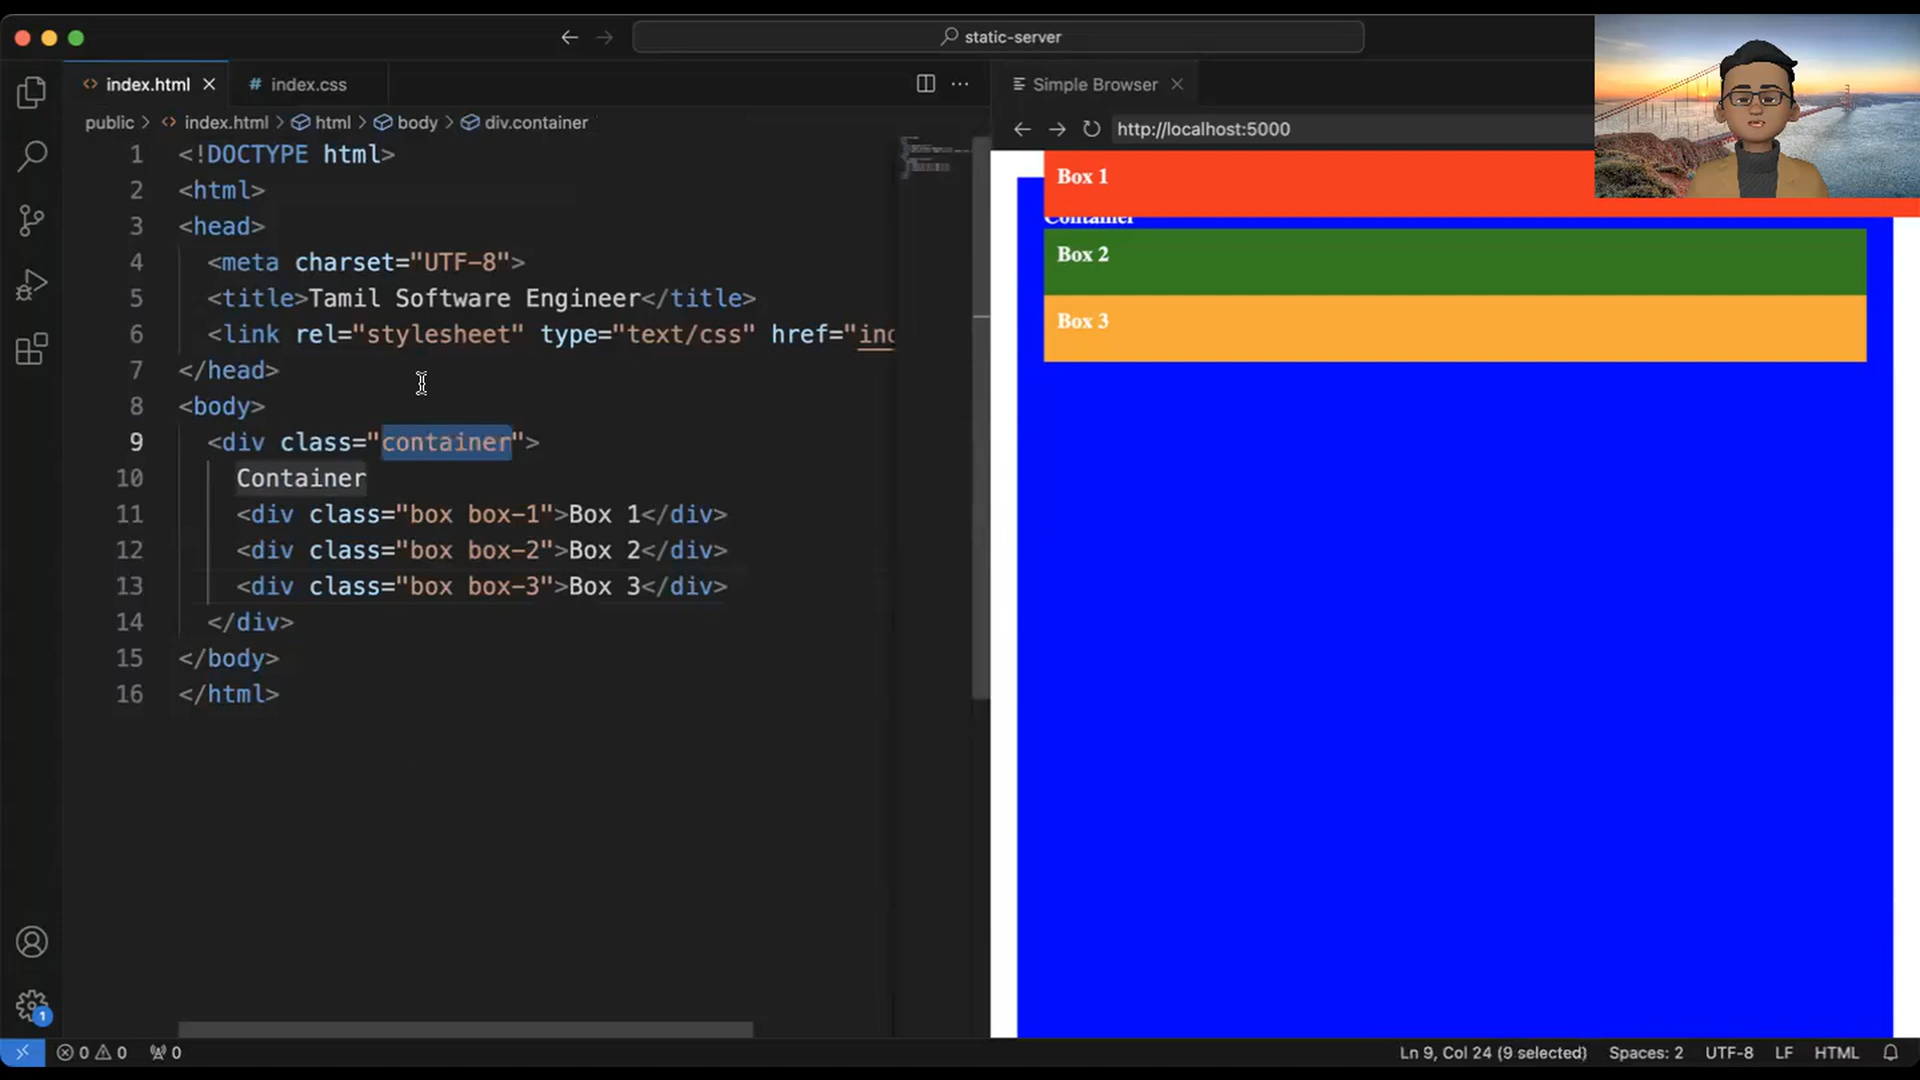 static-server
index.html
# index.css
Simple Browser
public > index.html > html > body > div.container
http://localhost:5000
1 <!DOCTYPE html>
2 <html>
3 <head>
4 <meta charset="UTF-8">
5 <title>Tamil Software Engineer</title>
6 <link rel="stylesheet" type="text/css" href="inc
7 </head>
8 <body>
9 <div class="container">
10 Container
11 <div class="box box-1">Box 1</div>
12 <div class="box box-2">Box 2</div>
13 <div class="box box-3">Box 3</div>
14 </div>
15 </body>
16 </html>
Box 1
Container
Box 2
Box 3
1
0 0 0
Ln 9, Col 24 (9 selected) Spaces: 2 UTF-8 LF HTML